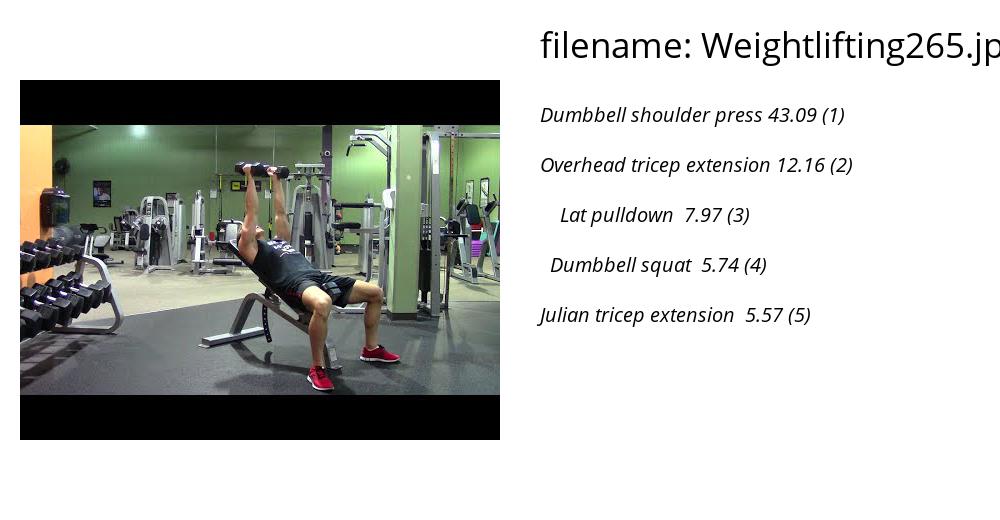 filename: Weightlifting265.jp
Dumbbell shoulder press 43.09 (1)
Overhead tricep extension 12.16 (2)
Lat pulldown 7.97 (3)
Dumbbell squat 5.74 (4)
Julian tricep extension 5.57 (5)